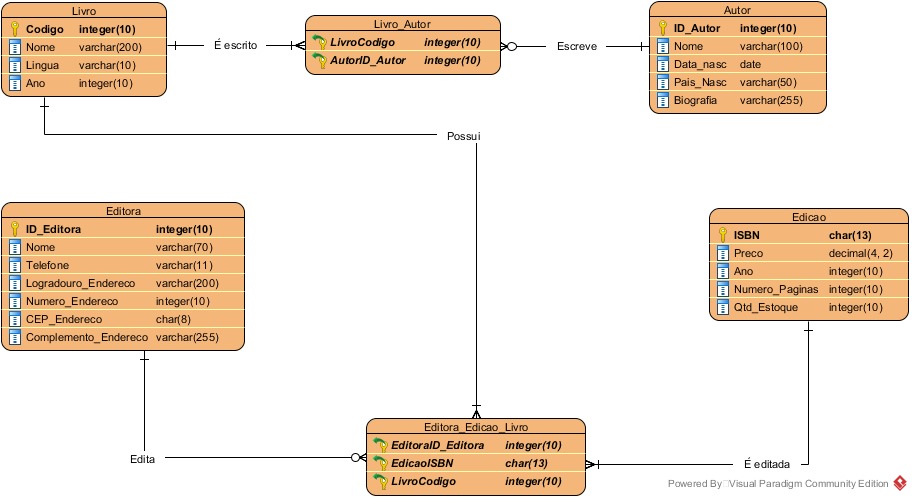 Livro
Codigo integer(10)
Nome varchar(200)
Lingua varchar(10)
Ano integer(10)
É escrito
Livro_Autor
LivroCodigo integer(10)
AutorID_Autor integer(10)
Escreve
Autor
ID_Autor integer(10)
Nome varchar(100)
Data_nasc date
Pais_Nasc varchar(50)
Biografia varchar(255)
Possui
Editora
ID_Editora integer(10)
Nome varchar(70)
Telefone varchar(11)
Logradouro_Endereco varchar(200)
Numero_Endereco integer(10)
CEP_Endereco char(8)
Complemento_Endereco varchar(255)
Edicao
ISBN char(13)
Preco decimal(4, 2)
Ano integer(10)
Numero_Paginas integer(10)
Qtd_Estoque integer(10)
Edita
Editora_Edicao_Livro
EditoraID_Editora integer(10)
EdicaoISBN char(13)
LivroCodigo integer(10)
É editada
Powered By Visual Paradigm Community Edition